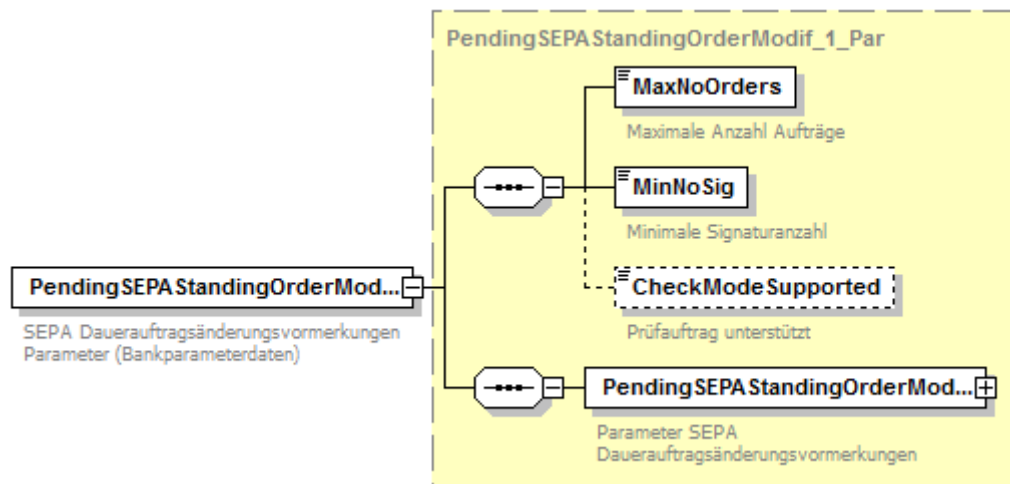 PendingSEPAStandingOrderModif_1_Par
MaxNoOrders
Maximale Anzahl Aufträge
MinNoSig
Minimale Signaturanzahl
CheckModeSupported
Prüfauftrag unterstützt
PendingSEPAStandingOrderMod...
SEPA Dauerauftragsänderungsvormerkungen
Parameter (Bankparameterdaten)
PendingSEPAStandingOrderMod...
Parameter SEPA
Dauerauftragsänderungsvormerkungen